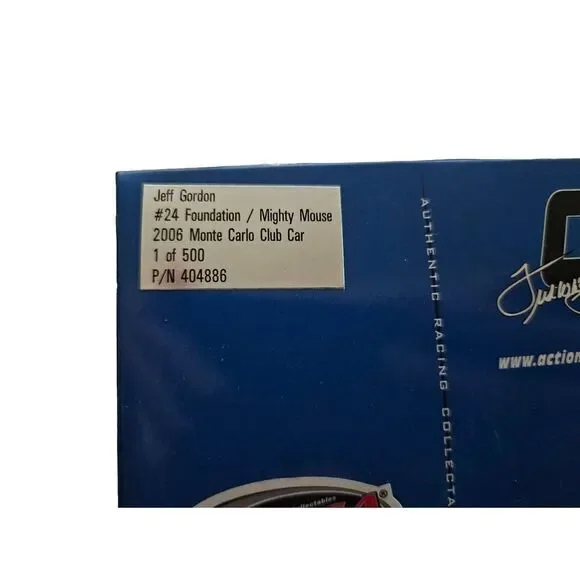 Jeff Gordon
#24 Foundation / Mighty Mouse
2006 Monte Carlo Club Car
1 of 500
P/N 404886
AUTHENTIC RACING COLLECTA
www.action
®